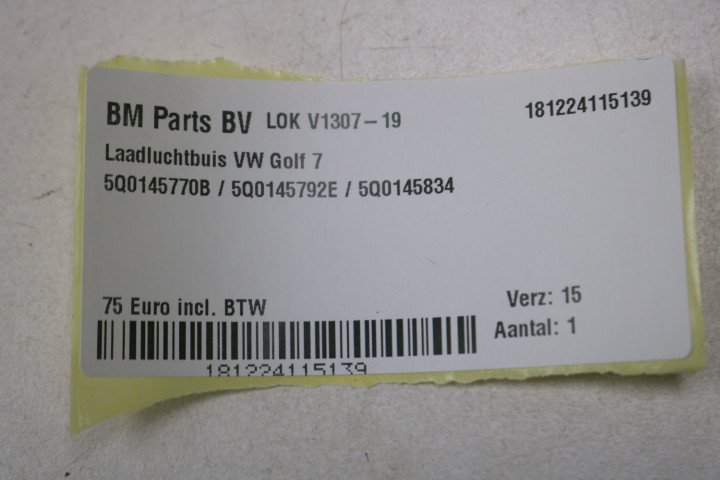 BM Parts BV LOK V1307-19 181224115139
Laadluchtbuis VW Golf 7
5Q0145770B / 5Q0145792E / 5Q0145834
75 Euro incl. BTW
Verz: 15
Aantal: 1
181224115139